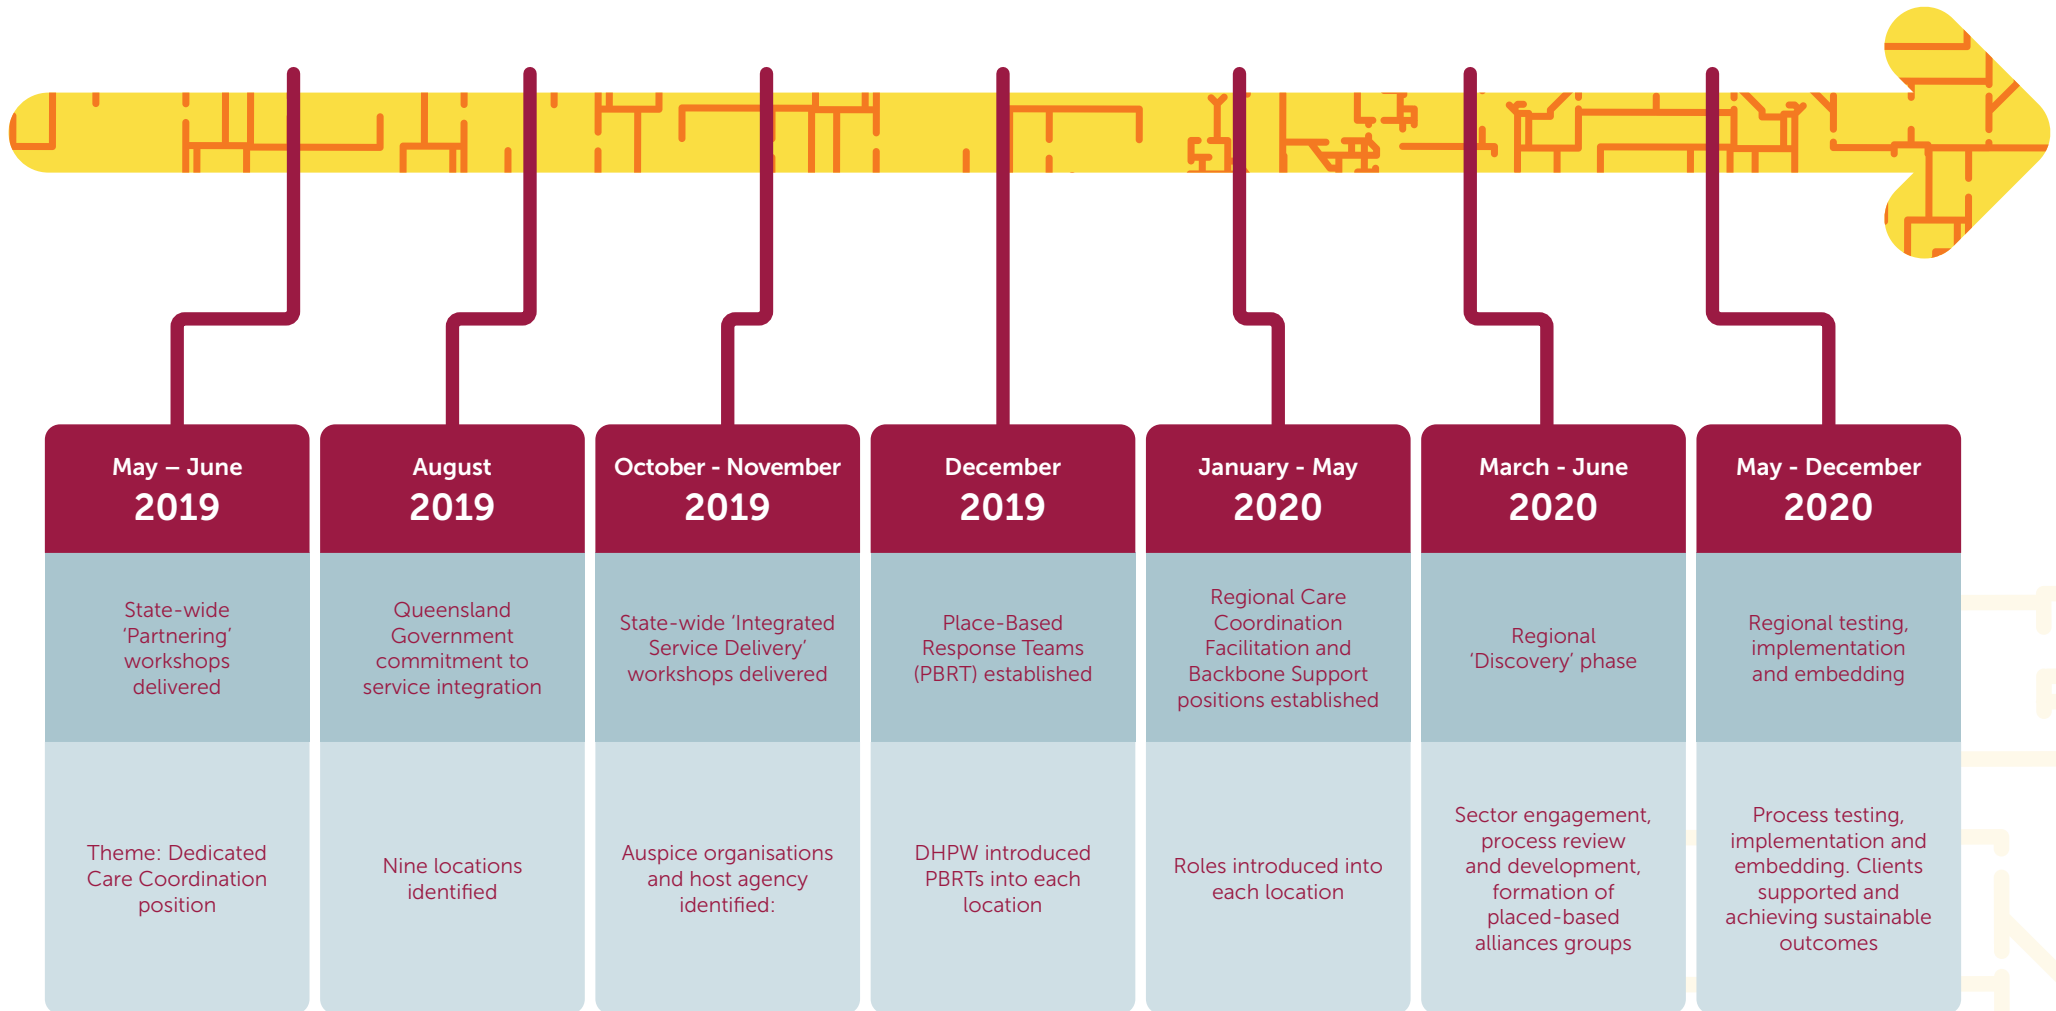 May – June
2019
State-wide
‘Partnering’
workshops
delivered
Theme: Dedicated
Care Coordination
position
August
2019
Queensland
Government
commitment to
service integration
Nine locations
identified
October - November
2019
State-wide ‘Integrated
Service Delivery’
workshops delivered
Auspice organisations
and host agency
identified:
December
2019
Place-Based
Response Teams
(PBRT) established
DHPW introduced
PBRTs into each
location
January - May
2020
Regional Care
Coordination
Facilitation and
Backbone Support
positions established
Roles introduced into
each location
March - June
2020
Regional
‘Discovery’ phase
Sector engagement,
process review
and development,
formation of
placed-based
alliances groups
May - December
2020
Regional testing,
implementation
and embedding
Process testing,
implementation and
embedding. Clients
supported and
achieving sustainable
outcomes